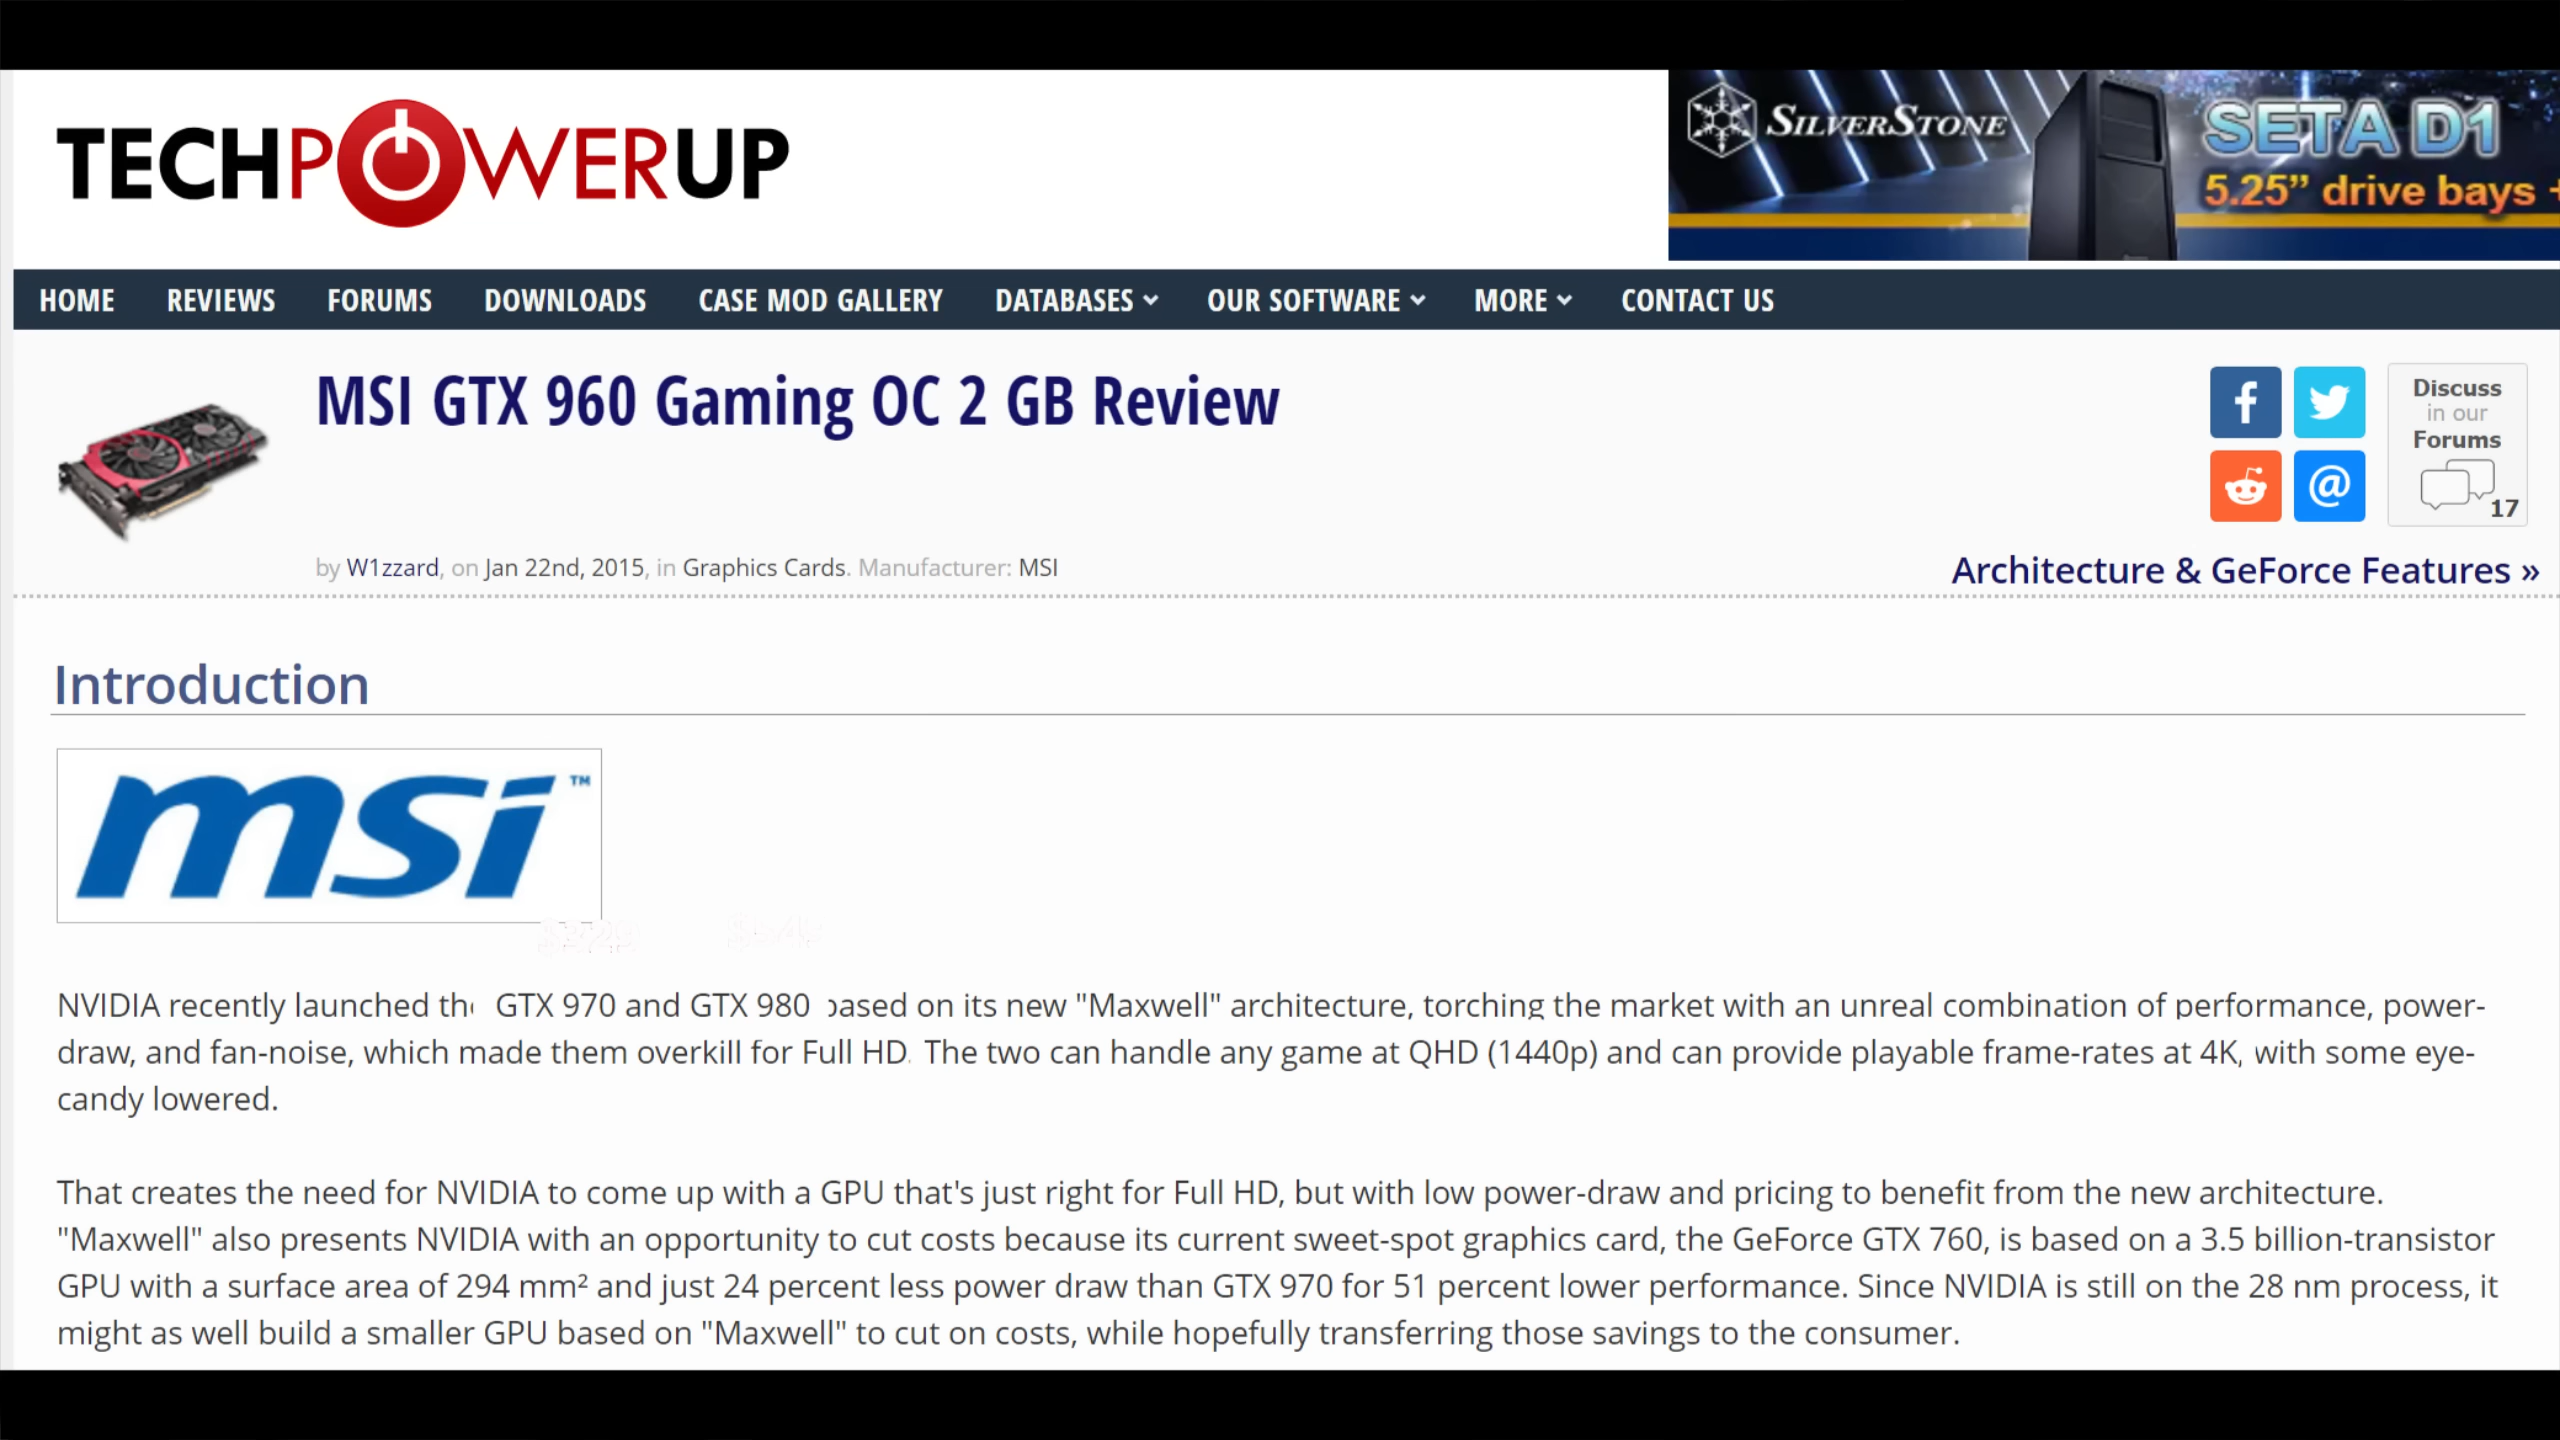 TECHPOWERUP
SILVERSTONE
SETA D1
5.25” drive bays +
HOME REVIEWS FORUMS DOWNLOADS CASE MOD GALLERY DATABASES OUR SOFTWARE MORE CONTACT US
MSI GTX 960 Gaming OC 2 GB Review
Discuss
in our
Forums
17
by W1zzard, on Jan 22nd, 2015, in Graphics Cards. Manufacturer: MSI
Architecture & GeForce Features »
Introduction
msi™
NVIDIA recently launched the GTX 970 and GTX 980 based on its new "Maxwell" architecture, torching the market with an unreal combination of performance, power-
draw, and fan-noise, which made them overkill for Full HD. The two can handle any game at QHD (1440p) and can provide playable frame-rates at 4K, with some eye-
candy lowered.
That creates the need for NVIDIA to come up with a GPU that's just right for Full HD, but with low power-draw and pricing to benefit from the new architecture.
"Maxwell" also presents NVIDIA with an opportunity to cut costs because its current sweet-spot graphics card, the GeForce GTX 760, is based on a 3.5 billion-transistor
GPU with a surface area of 294 mm² and just 24 percent less power draw than GTX 970 for 51 percent lower performance. Since NVIDIA is still on the 28 nm process, it
might as well build a smaller GPU based on "Maxwell" to cut on costs, while hopefully transferring those savings to the consumer.